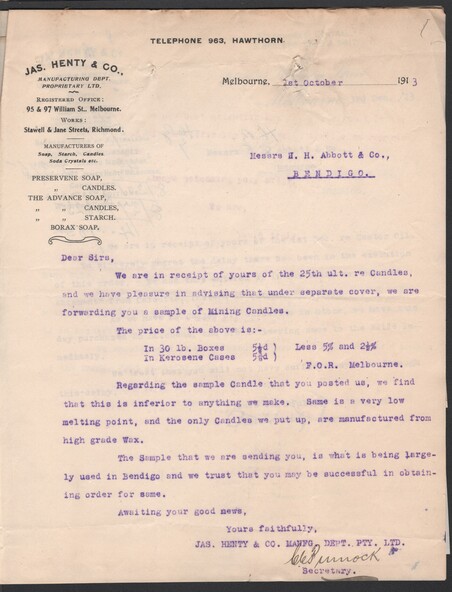 TELEPHONE 963, HAWTHORN.
JAS. HENTY & CO.,
MANUFACTURING DEPT.
PROPRIETARY LTD.
REGISTERED OFFICE:
95 & 97 William St., Melbourne.
WORKS:
Stawell & Jane Streets, Richmond.
MANUFACTURERS OF
Soap, Starch, Candles
Soda Crystals etc.
PRESERVENE SOAP,
„ CANDLES.
THE ADVANCE SOAP,
„ „ CANDLES,
„ „ STARCH.
BORAX SOAP,
Melbourne, 1st October 1913
Messrs W. H. Abbott & Co.,
BENDIGO.
Dear Sirs,
We are in receipt of yours of the 25th ult. re Candles,
and we have pleasure in advising that under separate cover, we are
forwarding you a sample of Mining Candles.
The price of the above is:-
In 30 lb. Boxes ) Less 5% and 2½%
In Kerosene Cases )
F.O.R. Melbourne.
Regarding the sample Candle that you posted us, we find
that this is inferior to anything we make. Same is a very low
melting point, and the only Candles we put up, are manufactured from
high grade Wax.
The Sample that we are sending you, is what is being large-
ly used in Bendigo and we trust that you may be successful in obtain-
ing order for same.
Awaiting your good news,
Yours faithfully,
JAS. HENTY & CO. MANFG. DEPT. PTY. LTD.
Secretary.